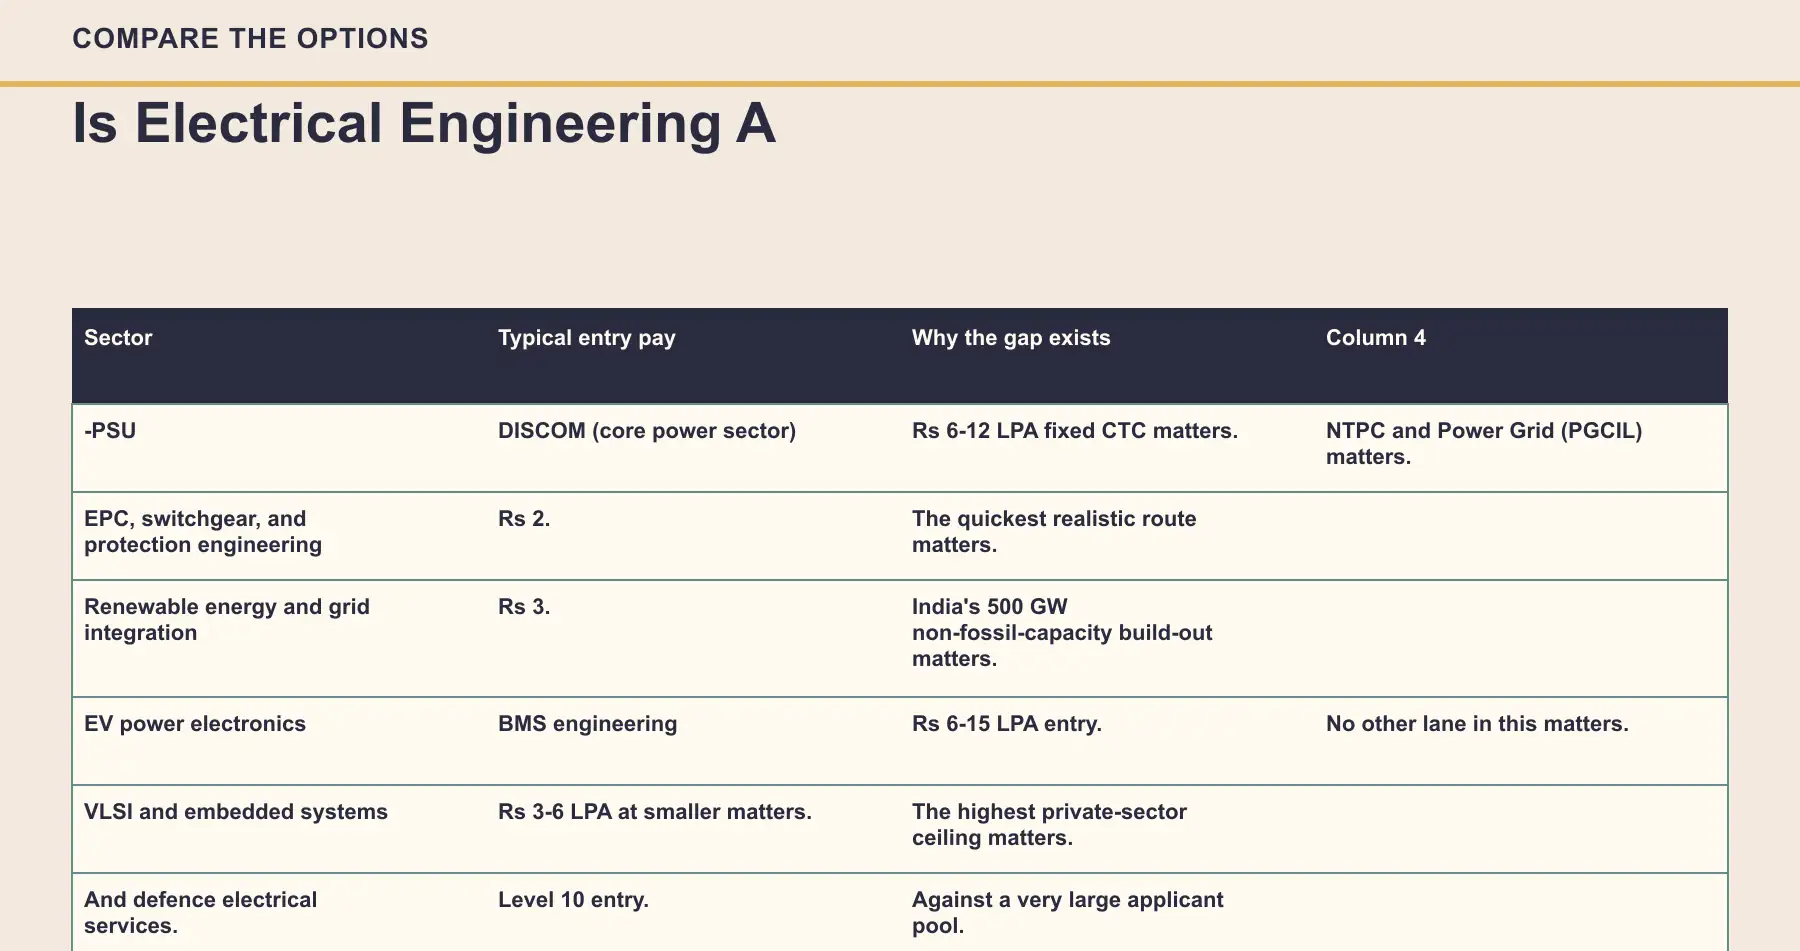 COMPARE THE OPTIONS
Is Electrical Engineering A
Sector
Typical entry pay
Why the gap exists
Column 4
-PSU
DISCOM (core power sector)
Rs 6-12 LPA fixed CTC matters.
NTPC and Power Grid (PGCIL)
matters.
EPC, switchgear, and
protection engineering
Rs 2.
The quickest realistic route
matters.
Renewable energy and grid
integration
Rs 3.
India's 500 GW
non-fossil-capacity build-out
matters.
EV power electronics
BMS engineering
Rs 6-15 LPA entry.
No other lane in this matters.
VLSI and embedded systems
Rs 3-6 LPA at smaller matters.
The highest private-sector
ceiling matters.
And defence electrical
services.
Level 10 entry.
Against a very large applicant
pool.